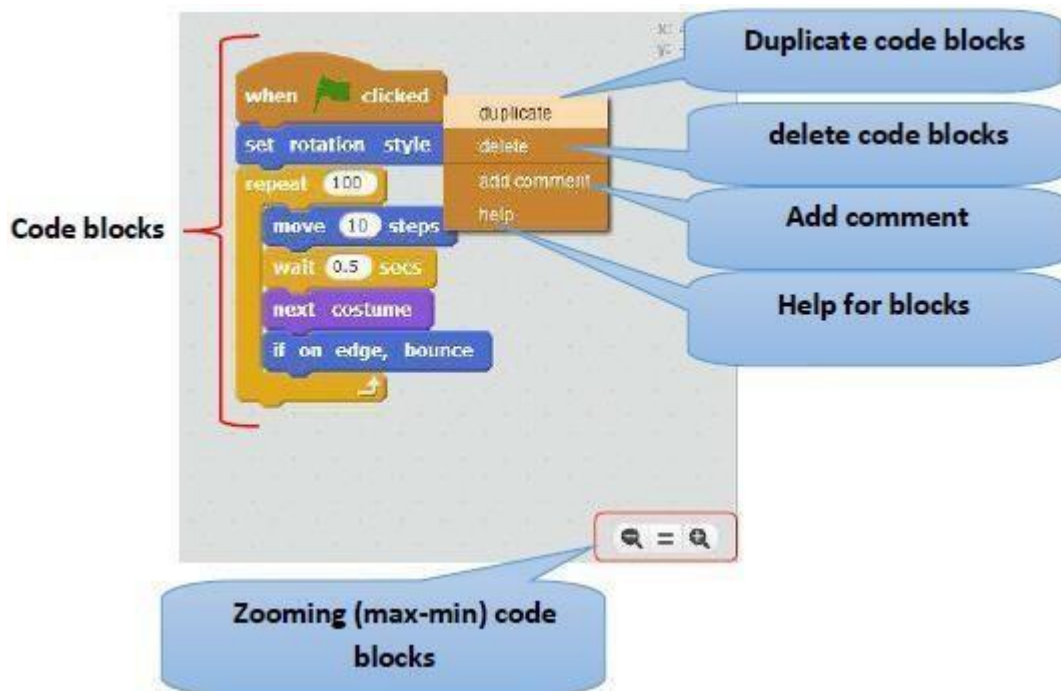 x:
y:
Duplicate code blocks
when clicked
duplicate
set rotation style
delete
delete code blocks
repeat 100
add comment
Add comment
Code blocks
move 10 steps
help
wait 0.5 secs
Help for blocks
next costume
if on edge, bounce
=
Zooming (max-min) code
blocks